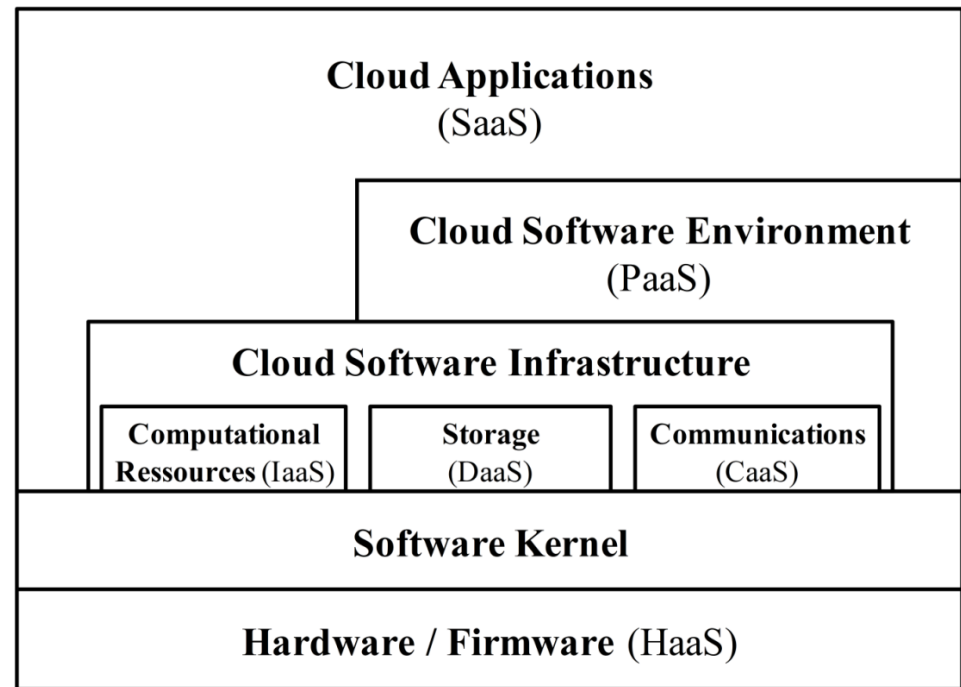 Cloud Applications
(SaaS)
Cloud Software Environment
(PaaS)
Cloud Software Infrastructure
Computational
Ressources (IaaS)
Storage
(DaaS)
Communications
(CaaS)
Software Kernel
Hardware / Firmware (HaaS)